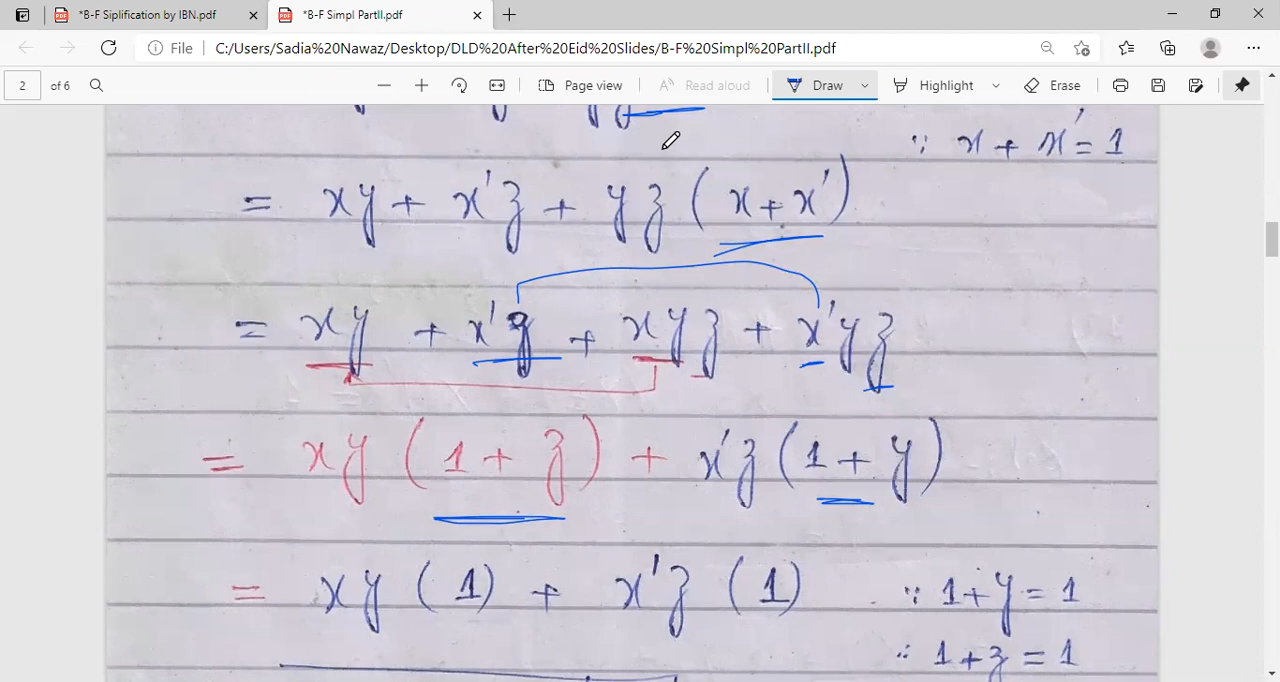 *B-F Siplification by IBN.pdf
*B-F Simpl PartII.pdf
File
C:/Users/Sadia%20Nawaz/Desktop/DLD%20After%20Eid%20Slides/B-F%20Simpl%20PartII.pdf
2 of 6
Page view
Read aloud
Draw
Highlight
Erase
∵ x + x' = 1
= xy + x'z + yz (x+x')
= xy + x'z + xyz + x'yz
= xy (1 + z) + x'z (1 + y)
= xy (1) + x'z (1)
∵ 1+y = 1
∴ 1+z = 1